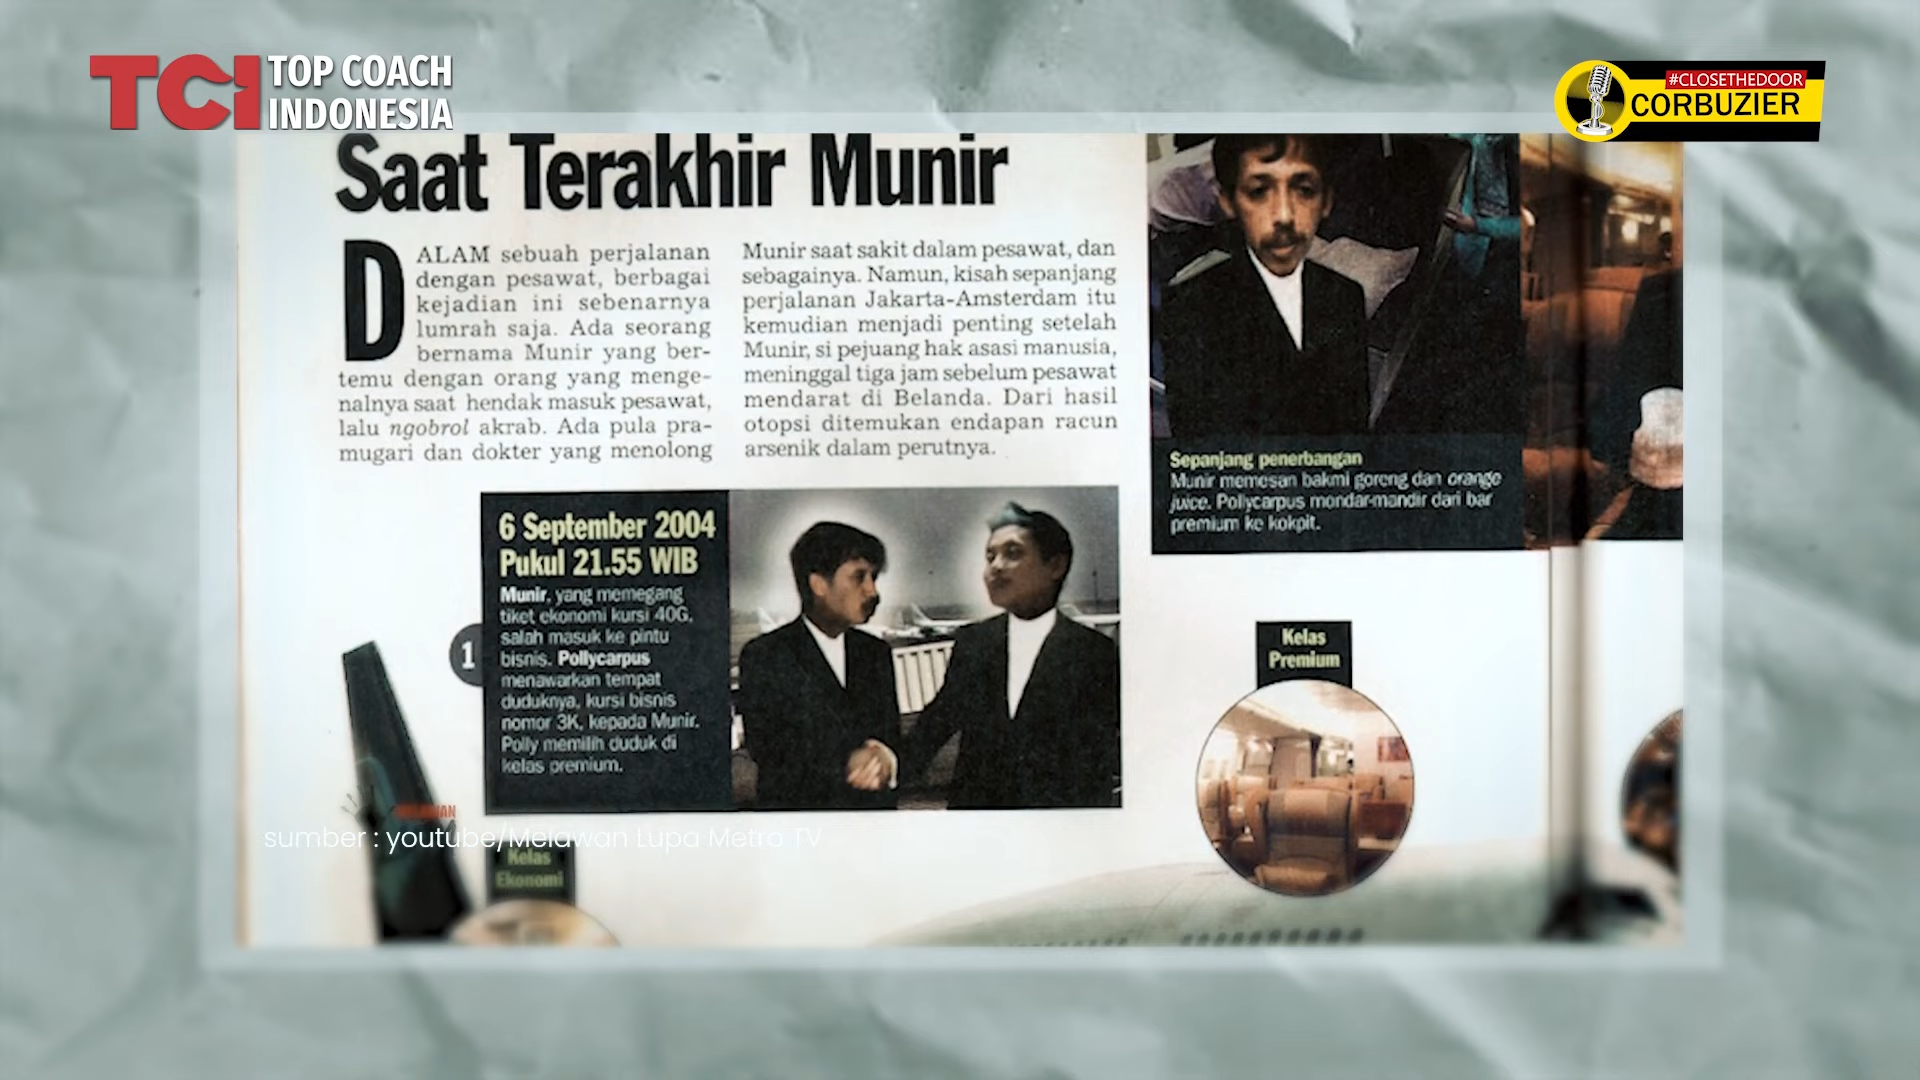 TCI TOP COACH
INDONESIA
#CLOSETHEDOOR
CORBUZIER
Saat Terakhir Munir
DALAM sebuah perjalanan
dengan pesawat, berbagai
kejadian ini sebenarnya
lumrah saja. Ada seorang
bernama Munir yang ber-
temu dengan orang yang menge-
nalnya saat hendak masuk pesawat,
lalu ngobrol akrab. Ada pula pra-
mugari dan dokter yang menolong
Munir saat sakit dalam pesawat, dan
sebagainya. Namun, kisah sepanjang
perjalanan Jakarta-Amsterdam itu
kemudian menjadi penting setelah
Munir, si pejuang hak asasi manusia,
meninggal tiga jam sebelum pesawat
mendarat di Belanda. Dari hasil
otopsi ditemukan endapan racun
arsenik dalam perutnya.
Sepanjang penerbangan
Munir memesan bakmi goreng dan orange
juice. Pollycarpus mondar-mandir dari bar
premium ke kokpit.
1
6 September 2004
Pukul 21.55 WIB
Munir, yang memegang
tiket ekonomi kursi 40G,
salah masuk ke pintu
bisnis. Pollycarpus
menawarkan tempat
duduknya, kursi bisnis
nomor 3K, kepada Munir.
Polly memilih duduk di
kelas premium.
Kelas
Premium
sumber : youtube/Melawan Lupa Metro TV
Kelas
Ekonomi